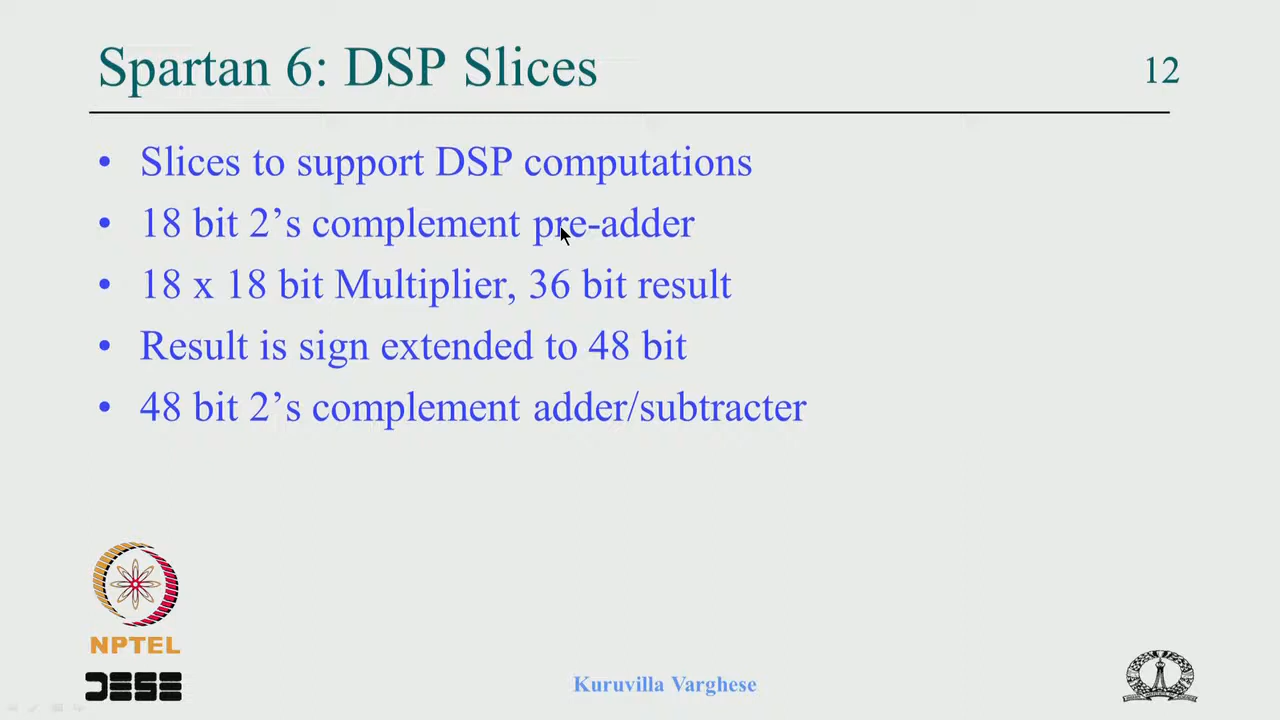 Spartan 6: DSP Slices
12
• Slices to support DSP computations
• 18 bit 2’s complement pre-adder
• 18 x 18 bit Multiplier, 36 bit result
• Result is sign extended to 48 bit
• 48 bit 2’s complement adder/subtracter
NPTEL
DESE
Kuruvilla Varghese